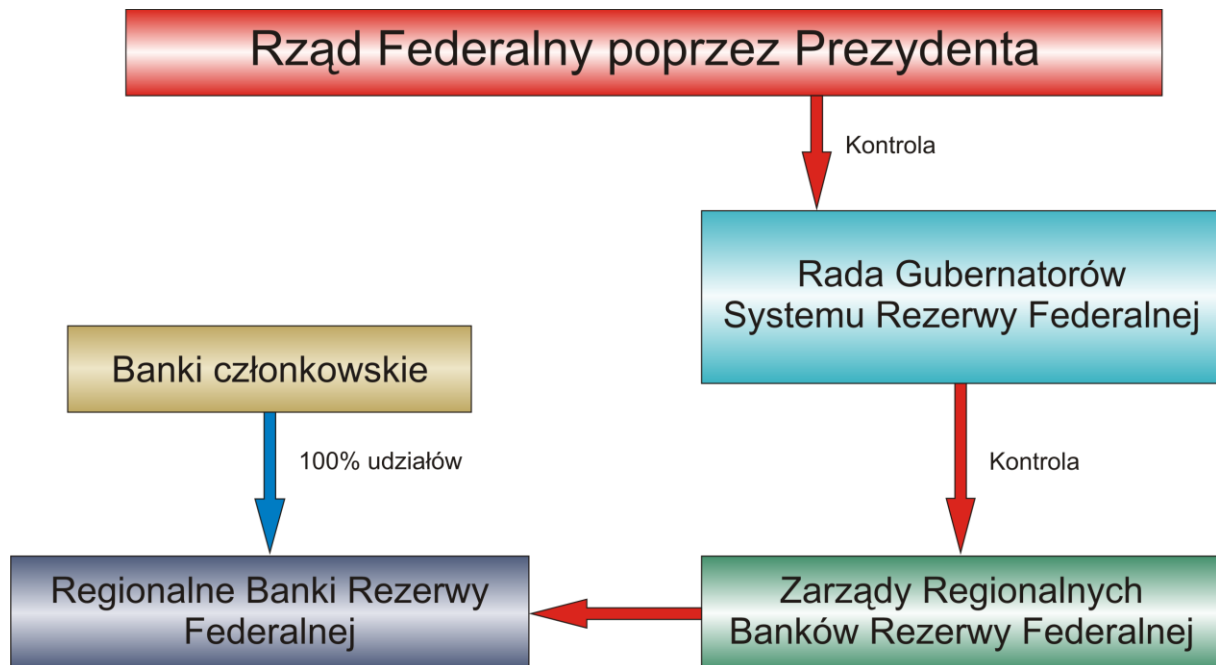 Rząd Federalny poprzez Prezydenta
Kontrola
Rada Gubernatorów
Systemu Rezerwy Federalnej
Banki członkowskie
100% udziałów
Kontrola
Regionalne Banki Rezerwy
Federalnej
Zarządy Regionalnych
Banków Rezerwy Federalnej